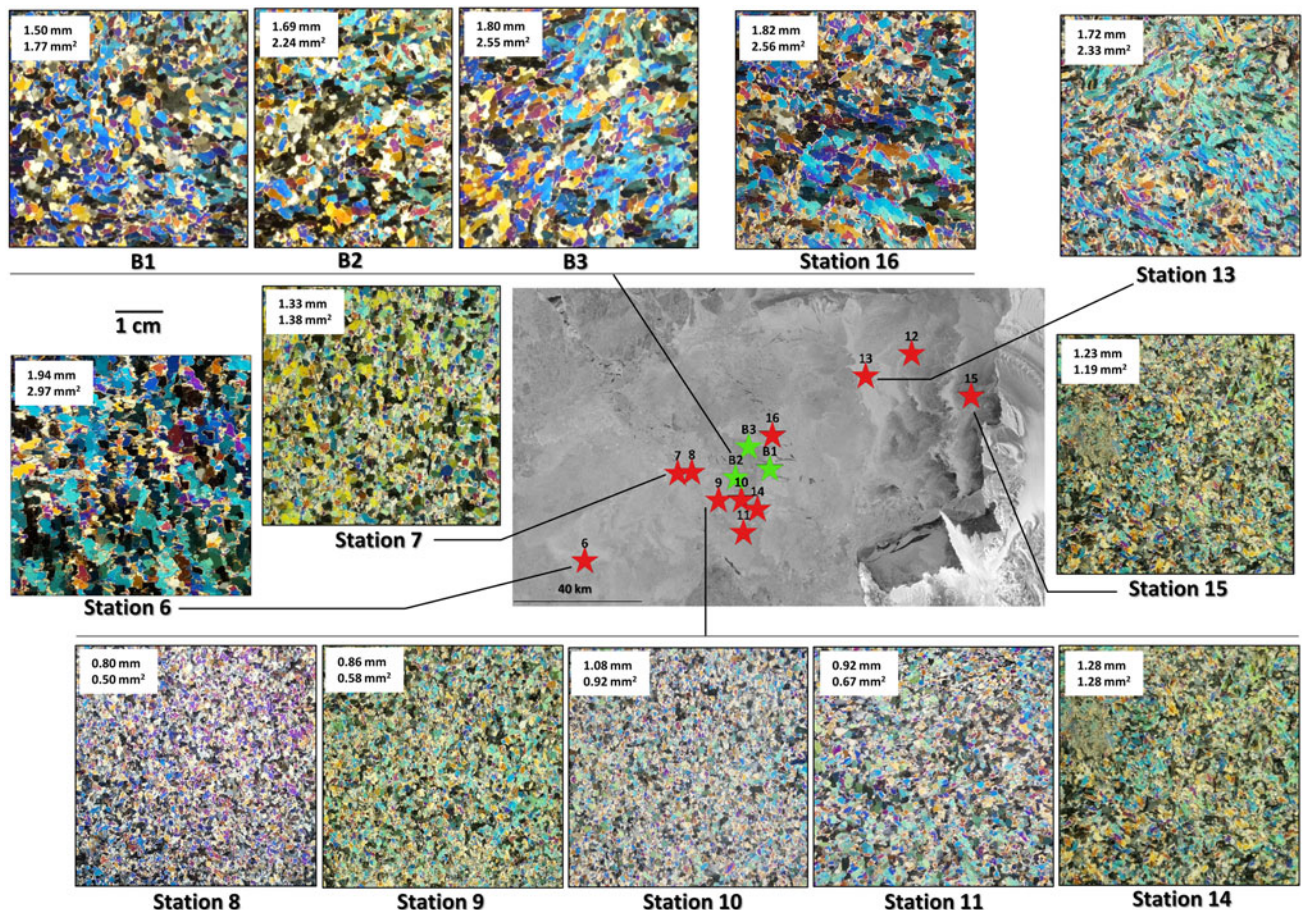 1.50 mm
1.77 mm²
B1
1.69 mm
2.24 mm²
B2
1.80 mm
2.55 mm²
B3
1.82 mm
2.56 mm²
Station 16
1.72 mm
2.33 mm²
Station 13
1 cm
1.94 mm
2.97 mm²
Station 6
1.33 mm
1.38 mm²
Station 7
12
13
15
16
B3
B1
7 8
B2
9 10
14
11
6
40 km
1.23 mm
1.19 mm²
Station 15
0.80 mm
0.50 mm²
Station 8
0.86 mm
0.58 mm²
Station 9
1.08 mm
0.92 mm²
Station 10
0.92 mm
0.67 mm²
Station 11
1.28 mm
1.28 mm²
Station 14